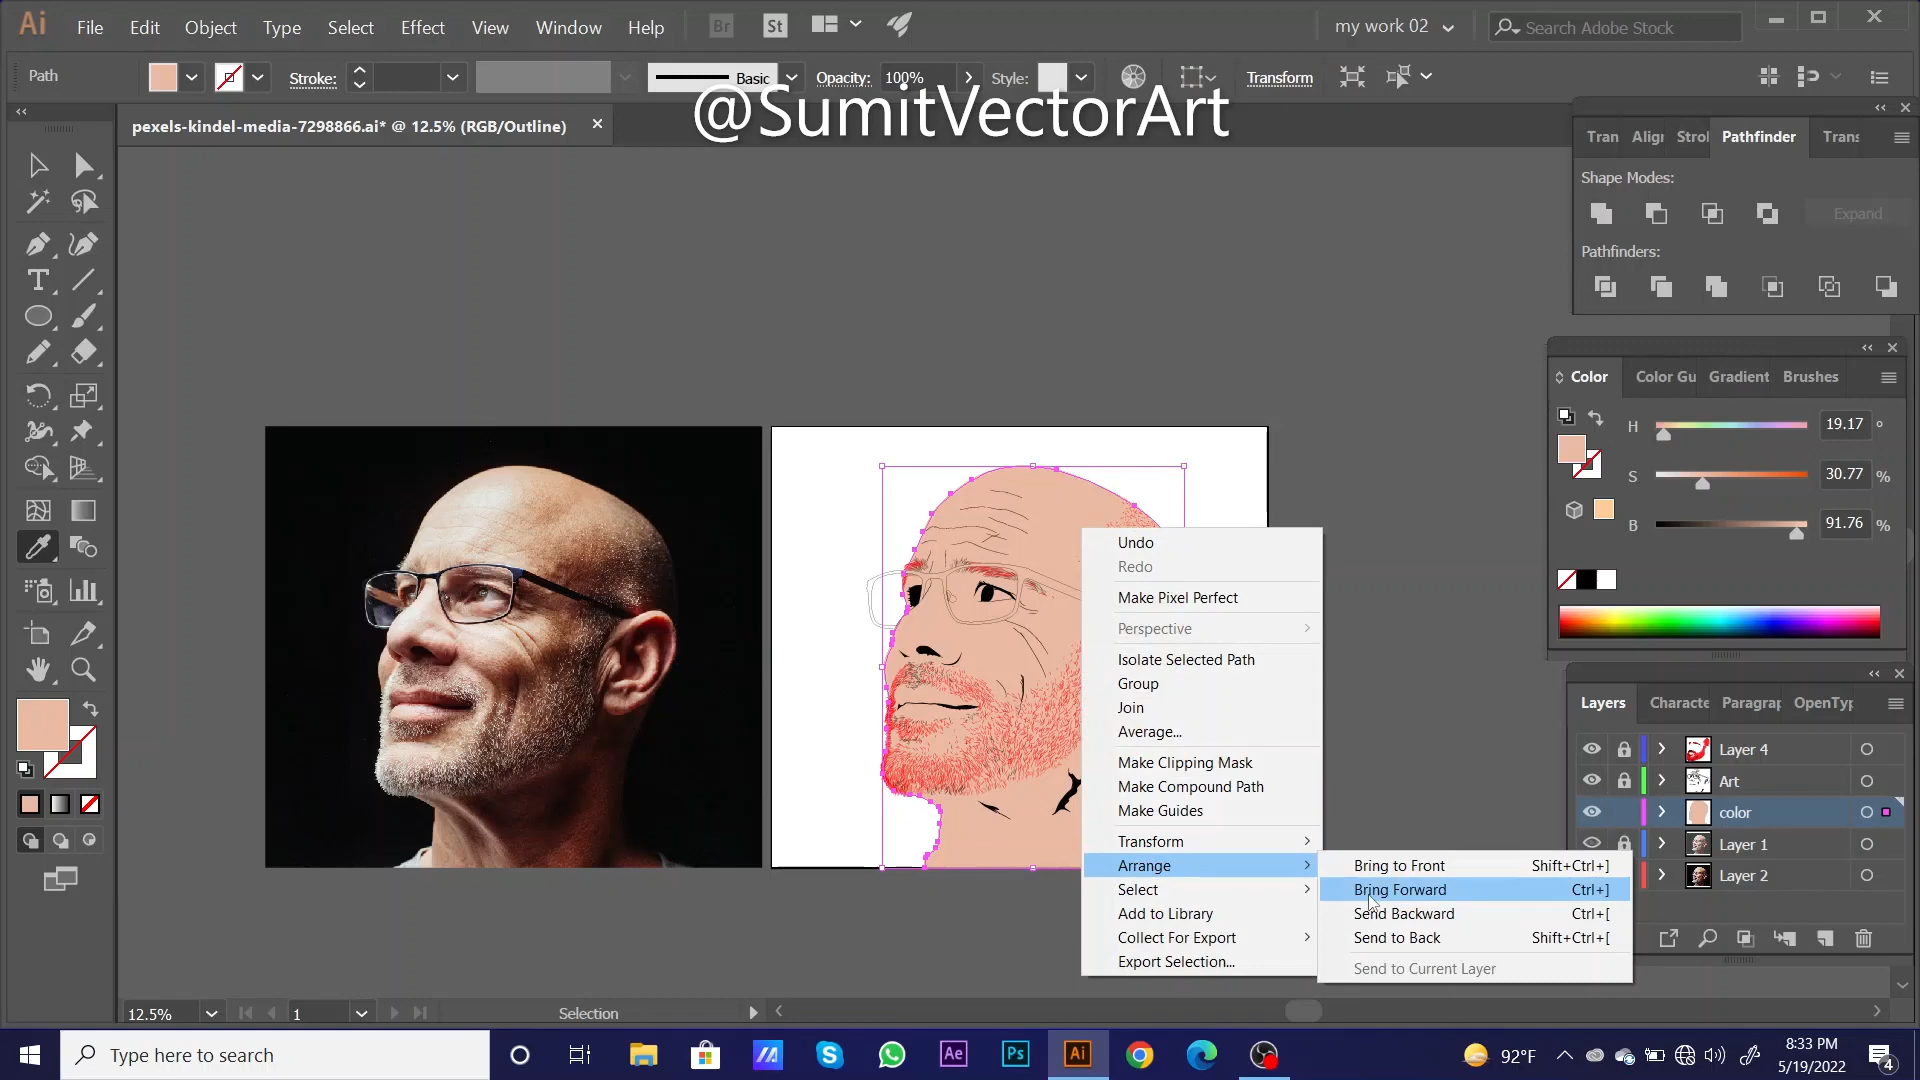 Ai File Edit Object Type Select Effect View Window Help Br St my work 02 Search Adobe Stock
Path Stroke: Basic Opacity: 100% Style: Transform
@SumitVectorArt
pexels-kindel-media-7298866.ai* @ 12.5% (RGB/Outline)
Tran Alig Strol Pathfinder Trans
Shape Modes:
Expand
Pathfinders:
Color Color Gu Gradient Brushes
H 19.17 °
S 30.77 %
B 91.76 %
Undo
Redo
Make Pixel Perfect
Perspective
Isolate Selected Path
Group
Join
Average...
Make Clipping Mask
Make Compound Path
Make Guides
Transform
Arrange
Select
Add to Library
Collect For Export
Export Selection...
Bring to Front Shift+Ctrl+]
Bring Forward Ctrl+]
Send Backward Ctrl+[
Send to Back Shift+Ctrl+[
Send to Current Layer
Layers Characte Paragrap OpenTyp
Layer 4
Art
color
Layer 1
Layer 2
12.5% 1 Selection
Type here to search Ae Ps Ai 92°F 8:33 PM
5/19/2022 4